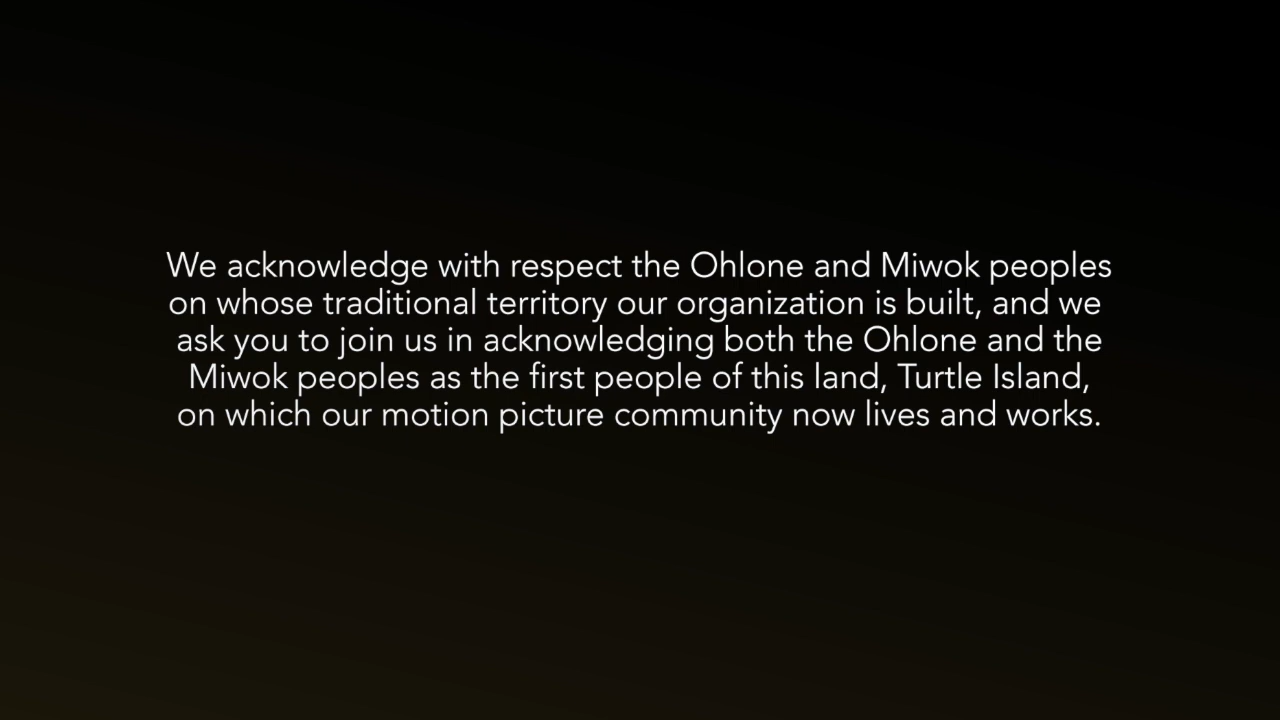 We acknowledge with respect the Ohlone and Miwok peoples
on whose traditional territory our organization is built, and we
ask you to join us in acknowledging both the Ohlone and the
Miwok peoples as the first people of this land, Turtle Island,
on which our motion picture community now lives and works.